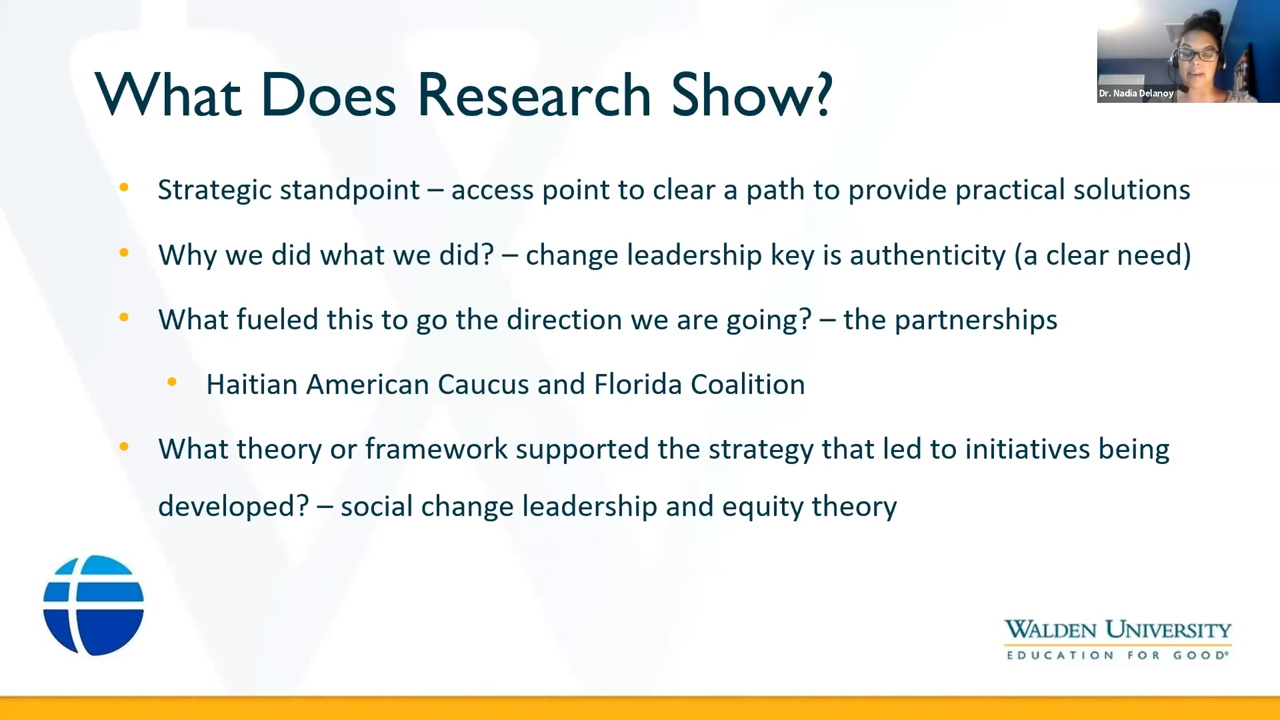 What Does Research Show?
Dr. Nadia Delanoy
• Strategic standpoint – access point to clear a path to provide practical solutions
• Why we did what we did? – change leadership key is authenticity (a clear need)
• What fueled this to go the direction we are going? – the partnerships
• Haitian American Caucus and Florida Coalition
• What theory or framework supported the strategy that led to initiatives being
developed? – social change leadership and equity theory
WALDEN UNIVERSITY
EDUCATION FOR GOOD®